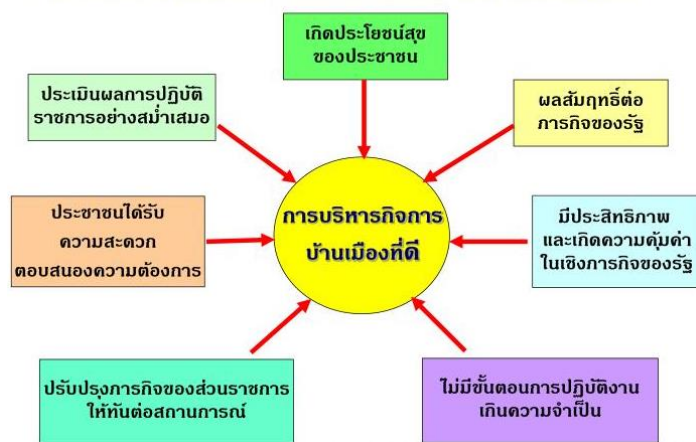 เกิดประโยชน์สุข
ของประชาชน
ประเมินผลการปฏิบัติ
ราชการอย่างสม่ำเสมอ
ผลสัมฤทธิ์ต่อ
ภารกิจของรัฐ
การบริหารกิจการ
บ้านเมืองที่ดี
ประชาชนได้รับ
ความสะดวก
ตอบสนองความต้องการ
มีประสิทธิภาพ
และเกิดความคุ้มค่า
ในเชิงภารกิจของรัฐ
ปรับปรุงภารกิจของส่วนราชการ
ให้ทันต่อสถานการณ์
ไม่มีขั้นตอนการปฏิบัติงาน
เกินความจำเป็น